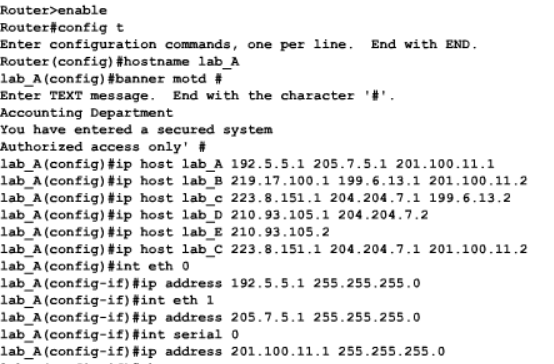 Router>enable
Router#config t
Enter configuration commands, one per line.  End with END.
Router(config)#hostname lab_A
lab_A(config)#banner motd #
Enter TEXT message.  End with the character '#'.
Accounting Department
You have entered a secured system
Authorized access only' #
lab_A(config)#ip host lab_A 192.5.5.1 205.7.5.1 201.100.11.1
lab_A(config)#ip host lab_B 219.17.100.1 199.6.13.1 201.100.11.2
lab_A(config)#ip host lab_c 223.8.151.1 204.204.7.1 199.6.13.2
lab_A(config)#ip host lab_D 210.93.105.1 204.204.7.2
lab_A(config)#ip host lab_E 210.93.105.2
lab_A(config)#ip host lab_C 223.8.151.1 204.204.7.1 201.100.11.2
lab_A(config)#int eth 0
lab_A(config-if)#ip address 192.5.5.1 255.255.255.0
lab_A(config-if)#int eth 1
lab_A(config-if)#ip address 205.7.5.1 255.255.255.0
lab_A(config-if)#int serial 0
lab_A(config-if)#ip address 201.100.11.1 255.255.255.0